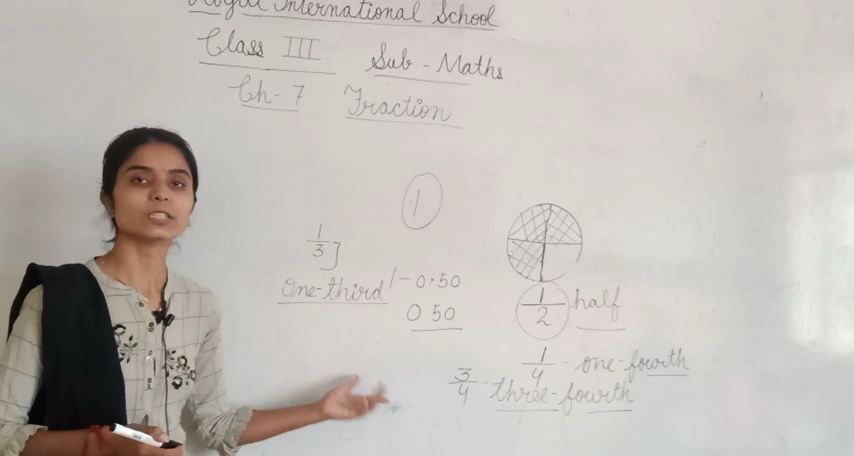 International School
Class III Sub - Maths
Ch - 7 Fraction
1
1/3
One-third
1 - 0.50
0 50
1/2 half
1/4 - one-fourth
3/4 - three-fourth